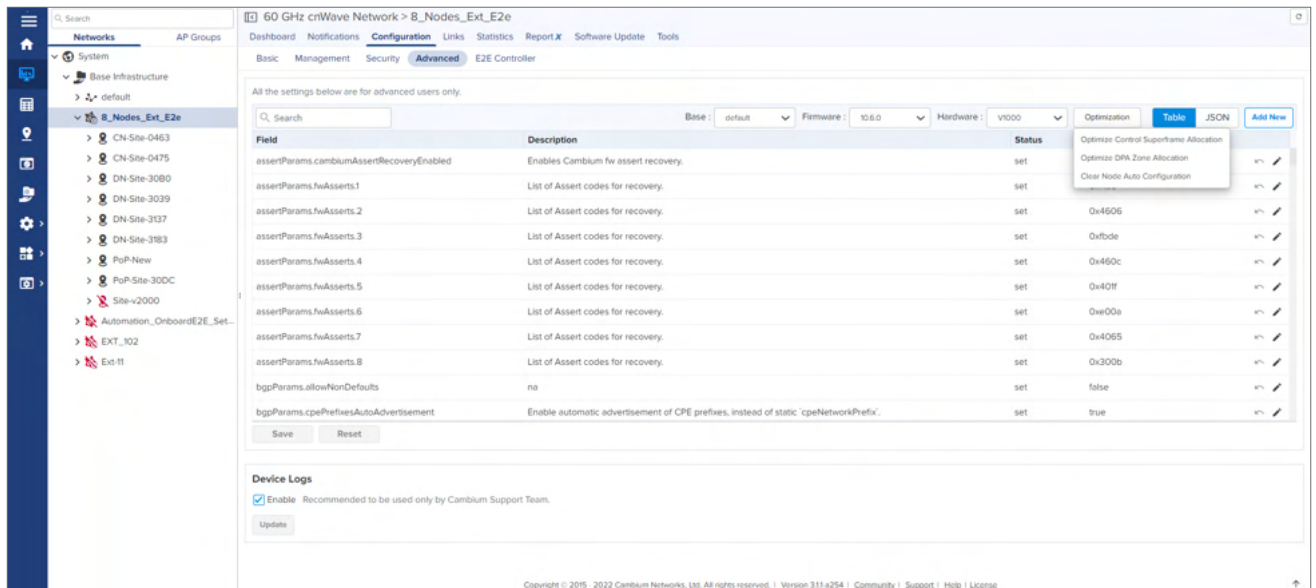 60 GHz cnWave Network > 8_Nodes_Ext_E2e
Search
Networks AP Groups
Dashboard Notifications Configuration Links Statistics Report X Software Update Tools
Basic Management Security Advanced E2E Controller
System
Base Infrastructure
default
8_Nodes_Ext_E2e
CN-Site-0463
CN-Site-0475
DN-Site-30B0
DN-Site-3039
DN-Site-3137
DN-Site-3183
PoP-New
PoP-Site-30DC
Site-v2000
Automation_OnboardE2E_Set...
EXT_102
Ext-11
All the settings below are for advanced users only.
Search Base : default Firmware : 10.6.0 Hardware : V1000 Optimization Table JSON Add New
Field Description Status
Optimize Control Superframe Allocation
Optimize DPA Zone Allocation
Clear Node Auto Configuration
assertParams.cambiumAssertRecoveryEnabled Enables Cambium fw assert recovery. set
assertParams.fwAsserts.1 List of Assert codes for recovery. set
assertParams.fwAsserts.2 List of Assert codes for recovery. set 0x4606
assertParams.fwAsserts.3 List of Assert codes for recovery. set 0xfbde
assertParams.fwAsserts.4 List of Assert codes for recovery. set 0x460c
assertParams.fwAsserts.5 List of Assert codes for recovery. set 0x401f
assertParams.fwAsserts.6 List of Assert codes for recovery. set 0xe00a
assertParams.fwAsserts.7 List of Assert codes for recovery. set 0x4065
assertParams.fwAsserts.8 List of Assert codes for recovery. set 0x300b
bgpParams.allowNonDefaults na set false
bgpParams.cpePrefixesAutoAdvertisement Enable automatic advertisement of CPE prefixes, instead of static `cpeNetworkPrefix`. set true
Save Reset
Device Logs
Enable Recommended to be used only by Cambium Support Team.
Update
Copyright © 2015 - 2022 Cambium Networks, Ltd. All rights reserved. | Version 3.1.1-a254 | Community | Support | Help | License